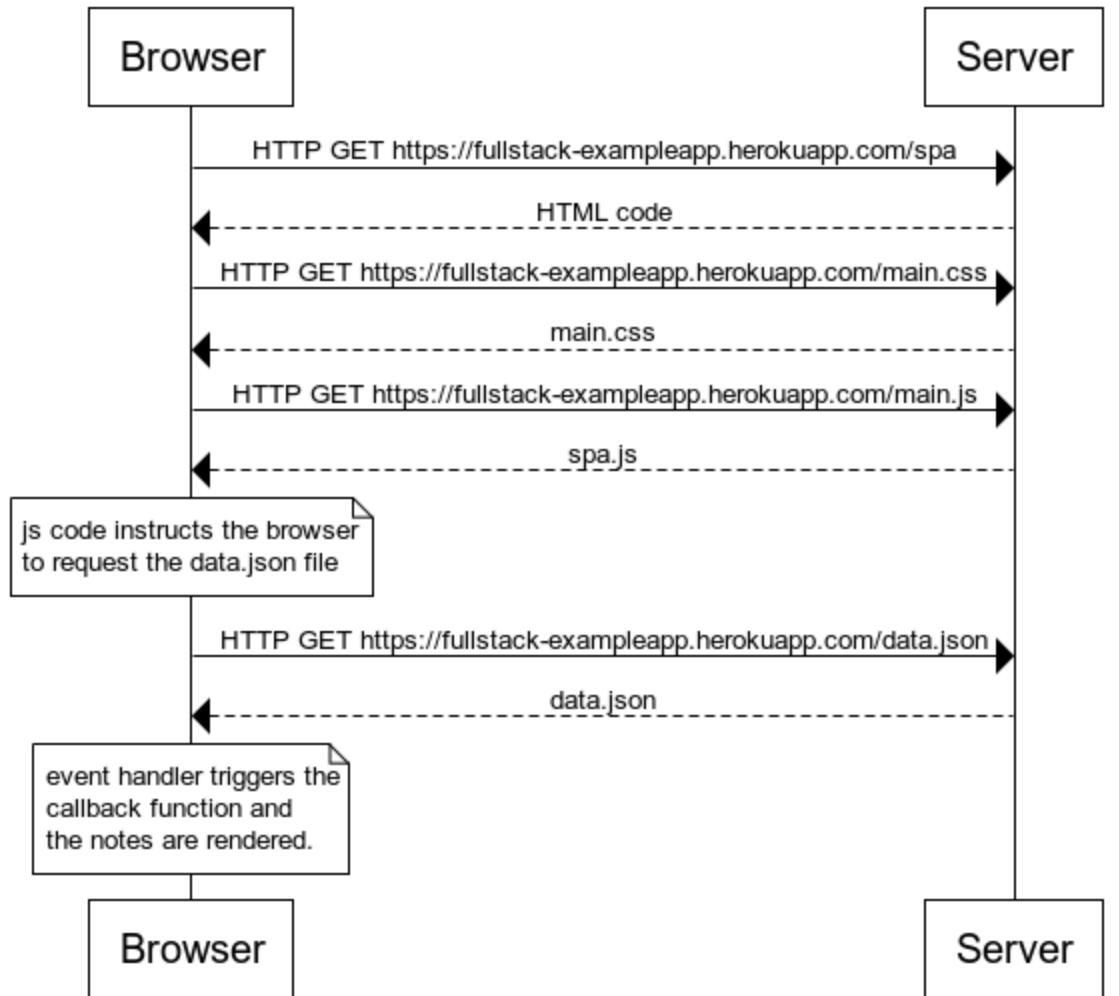 Browser
Server
HTTP GET https://fullstack-exampleapp.herokuapp.com/spa
HTML code
HTTP GET https://fullstack-exampleapp.herokuapp.com/main.css
main.css
HTTP GET https://fullstack-exampleapp.herokuapp.com/main.js
spa.js
js code instructs the browser
to request the data.json file
HTTP GET https://fullstack-exampleapp.herokuapp.com/data.json
data.json
event handler triggers the
callback function and
the notes are rendered.
Browser
Server